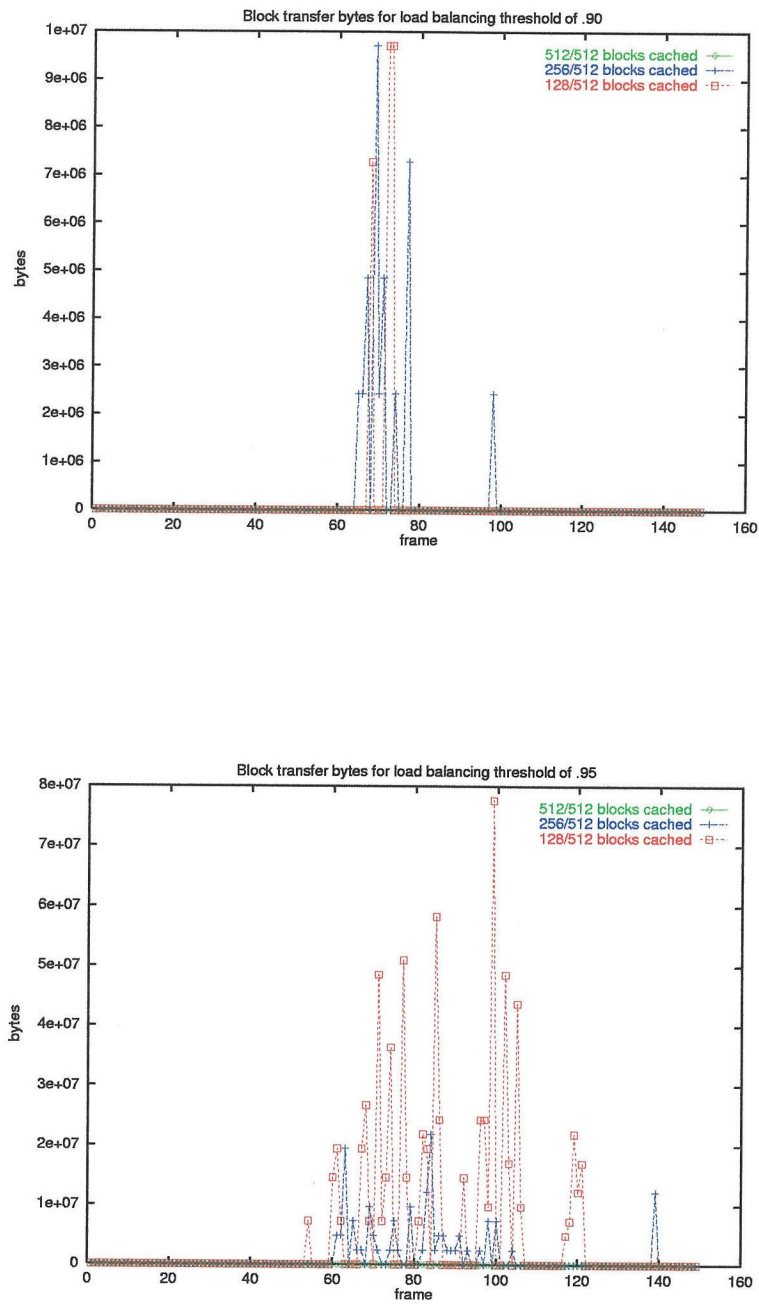 Block transfer bytes for load balancing threshold of .90
1e+07
9e+06
8e+06
7e+06
6e+06
5e+06
4e+06
3e+06
2e+06
1e+06
0
bytes
512/512 blocks cached
256/512 blocks cached
128/512 blocks cached
0 20 40 60 80 100 120 140 160
frame
Block transfer bytes for load balancing threshold of .95
8e+07
7e+07
6e+07
5e+07
4e+07
3e+07
2e+07
1e+07
0
bytes
512/512 blocks cached
256/512 blocks cached
128/512 blocks cached
0 20 40 60 80 100 120 140 160
frame